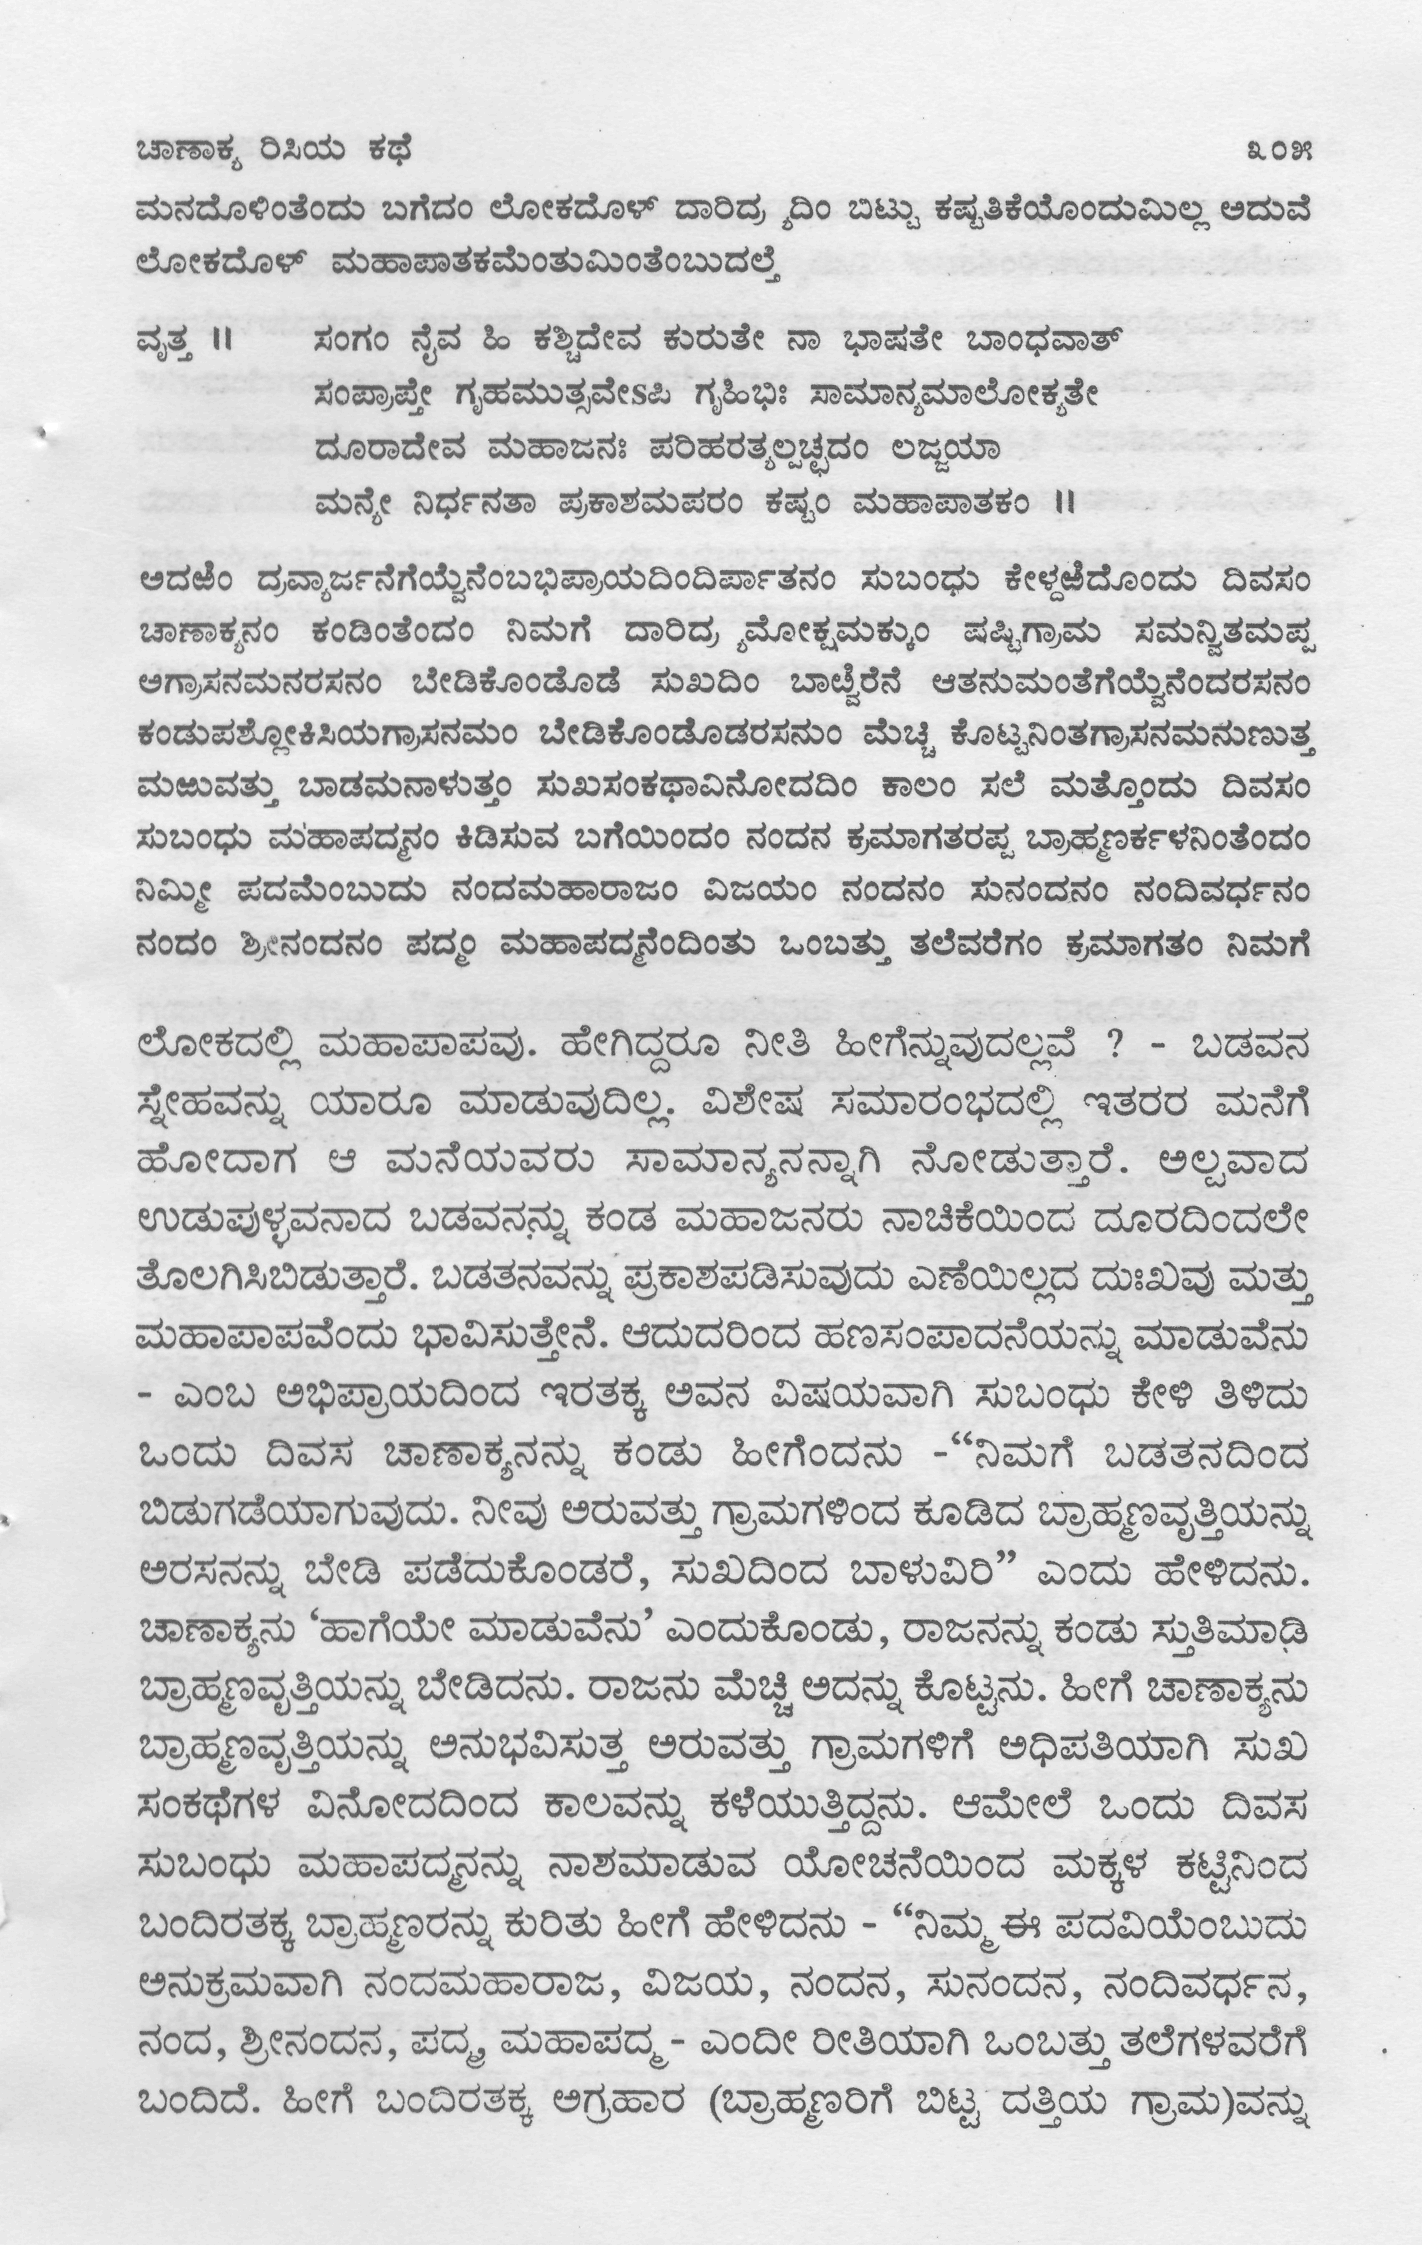 ಚಾಣಾಕ್ಯ ರಿಸಿಯ ಕಥೆ ೩೦೫
ಮನದೊಳಿಂತೆಂದು ಬಗೆದಂ ಲೋಕದೊಳ್ ದಾರಿದ್ರ್ಯದಿಂ ಬಿಟ್ಟು ಕಷ್ಟತಿಕೆಯೊಂದುಮಿಲ್ಲ ಅದುವೆ
ಲೋಕದೊಳ್ ಮಹಾಪಾತಕಮೆಂತುಮಿಂತೆಂಬುದಲ್ತೆ
ವೃತ್ತ || ಸಂಗಂ ನೈವ ಹಿ ಕಶ್ಚಿದೇವ ಕುರುತೇ ನಾ ಭಾಷತೇ ಬಾಂಧವಾತ್
ಸಂಪ್ರಾಪ್ತೇ ಗೃಹಮುತ್ಸವೇSಪಿ ಗೃಹಿಭಿಃ ಸಾಮಾನ್ಯಮಾಲೋಕ್ಯತೇ
ದೂರಾದೇವ ಮಹಾಜನಃ ಪರಿಹರತ್ಯಲ್ಪಚ್ಛದಂ ಲಜ್ಜಯಾ
ಮನ್ಯೇ ನಿರ್ಧನತಾ ಪ್ರಕಾಶಮಪರಂ ಕಷ್ಟಂ ಮಹಾಪಾತಕಂ ||
ಅದಱಿಂ ದ್ರವ್ಯಾರ್ಜನೆಗೆಯ್ವೆನೆಂಬಭಿಪ್ರಾಯದಿಂದಿರ್ಪಾತನಂ ಸುಬಂಧು ಕೇಳ್ದಱಿದೊಂದು ದಿವಸಂ
ಚಾಣಾಕ್ಯನಂ ಕಂಡಿಂತೆಂದಂ ನಿಮಗೆ ದಾರಿದ್ರ್ಯಮೋಕ್ಷಮಕ್ಕುಂ ಷಷ್ಟಿಗ್ರಾಮ ಸಮನ್ವಿತಮಪ್ಪ
ಅಗ್ರಾಸನಮನರಸನಂ ಬೇಡಿಕೊಂಡೊಡೆ ಸುಖದಿಂ ಬಾೞ್ವಿರೆನೆ ಆತನುಮಂತೆಗೆಯ್ವೆನೆಂದರಸನಂ
ಕಂಡುಪಶ್ಲೋಕಿಸಿಯಗ್ರಾಸನಮಂ ಬೇಡಿಕೊಂಡೊಡರಸನುಂ ಮೆಚ್ಚಿ ಕೊಟ್ಟನಿಂತಗ್ರಾಸನಮನುಣುತ್ತ
ಮಱುವತ್ತು ಬಾಡಮನಾಳುತ್ತಂ ಸುಖಸಂಕಥಾವಿನೋದದಿಂ ಕಾಲಂ ಸಲೆ ಮತ್ತೊಂದು ದಿವಸಂ
ಸುಬಂಧು ಮಹಾಪದ್ಮನಂ ಕಿಡಿಸುವ ಬಗೆಯಿಂದಂ ನಂದನ ಕ್ರಮಾಗತರಪ್ಪ ಬ್ರಾಹ್ಮಣರ್ಕಳನಿಂತೆಂದಂ
ನಿಮ್ಮೀ ಪದಮೆಂಬುದು ನಂದಮಹಾರಾಜಂ ವಿಜಯಂ ನಂದನಂ ಸುನಂದನಂ ನಂದಿವರ್ಧನಂ
ನಂದಂ ಶ್ರೀನಂದನಂ ಪದ್ಮಂ ಮಹಾಪದ್ಮನೆಂದಿಂತು ಒಂಬತ್ತು ತಲೆವರೆಗಂ ಕ್ರಮಾಗತಂ ನಿಮಗೆ
ಲೋಕದಲ್ಲಿ ಮಹಾಪಾಪವು. ಹೇಗಿದ್ದರೂ ನೀತಿ ಹೀಗೆನ್ನುವುದಲ್ಲವೆ ? - ಬಡವನ
ಸ್ನೇಹವನ್ನು ಯಾರೂ ಮಾಡುವುದಿಲ್ಲ. ವಿಶೇಷ ಸಮಾರಂಭದಲ್ಲಿ ಇತರರ ಮನೆಗೆ
ಹೋದಾಗ ಆ ಮನೆಯವರು ಸಾಮಾನ್ಯನನ್ನಾಗಿ ನೋಡುತ್ತಾರೆ. ಅಲ್ಪವಾದ
ಉಡುಪುಳ್ಳವನಾದ ಬಡವನನ್ನು ಕಂಡ ಮಹಾಜನರು ನಾಚಿಕೆಯಿಂದ ದೂರದಿಂದಲೇ
ತೊಲಗಿಸಿಬಿಡುತ್ತಾರೆ. ಬಡತನವನ್ನು ಪ್ರಕಾಶಪಡಿಸುವುದು ಎಣೆಯಿಲ್ಲದ ದುಃಖವು ಮತ್ತು
ಮಹಾಪಾಪವೆಂದು ಭಾವಿಸುತ್ತೇನೆ. ಆದುದರಿಂದ ಹಣಸಂಪಾದನೆಯನ್ನು ಮಾಡುವೆನು
- ಎಂಬ ಅಭಿಪ್ರಾಯದಿಂದ ಇರತಕ್ಕ ಅವನ ವಿಷಯವಾಗಿ ಸುಬಂಧು ಕೇಳಿ ತಿಳಿದು
ಒಂದು ದಿವಸ ಚಾಣಾಕ್ಯನನ್ನು ಕಂಡು ಹೀಗೆಂದನು -“ನಿಮಗೆ ಬಡತನದಿಂದ
ಬಿಡುಗಡೆಯಾಗುವುದು. ನೀವು ಅರುವತ್ತು ಗ್ರಾಮಗಳಿಂದ ಕೂಡಿದ ಬ್ರಾಹ್ಮಣವೃತ್ತಿಯನ್ನು
ಅರಸನನ್ನು ಬೇಡಿ ಪಡೆದುಕೊಂಡರೆ, ಸುಖದಿಂದ ಬಾಳುವಿರಿ” ಎಂದು ಹೇಳಿದನು.
ಚಾಣಾಕ್ಯನು ‘ಹಾಗೆಯೇ ಮಾಡುವೆನು’ ಎಂದುಕೊಂಡು, ರಾಜನನ್ನು ಕಂಡು ಸ್ತುತಿಮಾಡಿ
ಬ್ರಾಹ್ಮಣವೃತ್ತಿಯನ್ನು ಬೇಡಿದನು. ರಾಜನು ಮೆಚ್ಚಿ ಅದನ್ನು ಕೊಟ್ಟನು. ಹೀಗೆ ಚಾಣಾಕ್ಯನು
ಬ್ರಾಹ್ಮಣವೃತ್ತಿಯನ್ನು ಅನುಭವಿಸುತ್ತ ಅರುವತ್ತು ಗ್ರಾಮಗಳಿಗೆ ಅಧಿಪತಿಯಾಗಿ ಸುಖ
ಸಂಕಥೆಗಳ ವಿನೋದದಿಂದ ಕಾಲವನ್ನು ಕಳೆಯುತ್ತಿದ್ದನು. ಆಮೇಲೆ ಒಂದು ದಿವಸ
ಸುಬಂಧು ಮಹಾಪದ್ಮನನ್ನು ನಾಶಮಾಡುವ ಯೋಚನೆಯಿಂದ ಮಕ್ಕಳ ಕಟ್ಟಿನಿಂದ
ಬಂದಿರತಕ್ಕ ಬ್ರಾಹ್ಮಣರನ್ನು ಕುರಿತು ಹೀಗೆ ಹೇಳಿದನು - “ನಿಮ್ಮ ಈ ಪದವಿಯೆಂಬುದು
ಅನುಕ್ರಮವಾಗಿ ನಂದಮಹಾರಾಜ, ವಿಜಯ, ನಂದನ, ಸುನಂದನ, ನಂದಿವರ್ಧನ,
ನಂದ, ಶ್ರೀನಂದನ, ಪದ್ಮ, ಮಹಾಪದ್ಮ - ಎಂದೀ ರೀತಿಯಾಗಿ ಒಂಬತ್ತು ತಲೆಗಳವರೆಗೆ
ಬಂದಿದೆ. ಹೀಗೆ ಬಂದಿರತಕ್ಕ ಅಗ್ರಹಾರ (ಬ್ರಾಹ್ಮಣರಿಗೆ ಬಿಟ್ಟ ದತ್ತಿಯ ಗ್ರಾಮ)ವನ್ನು